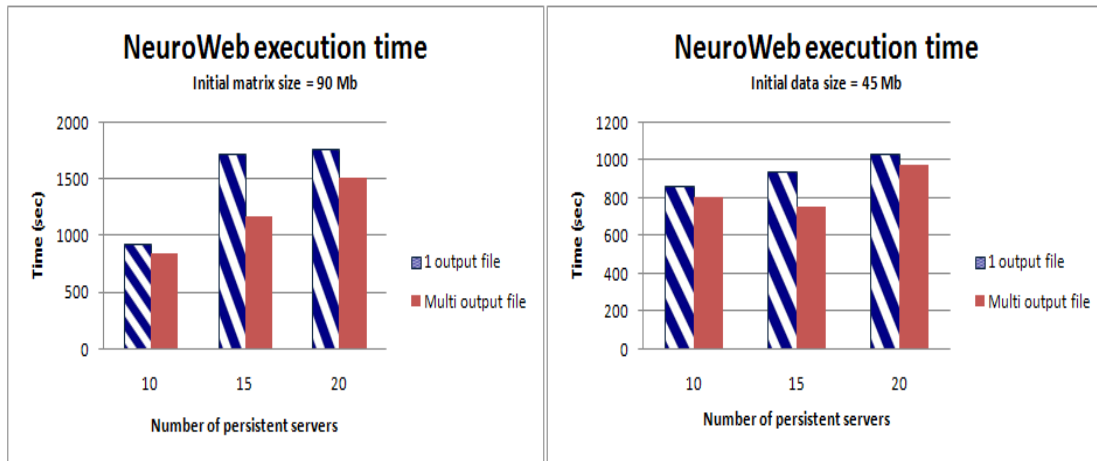 NeuroWeb execution time
Initial matrix size = 90 Mb
Time (sec)
2000
1500
1000
500
0
10 15 20
Number of persistent servers
1 output file
Multi output file
NeuroWeb execution time
Initial data size = 45 Mb
Time (sec)
1200
1000
800
600
400
200
0
10 15 20
Number of persistent servers
1 output file
Multi output file